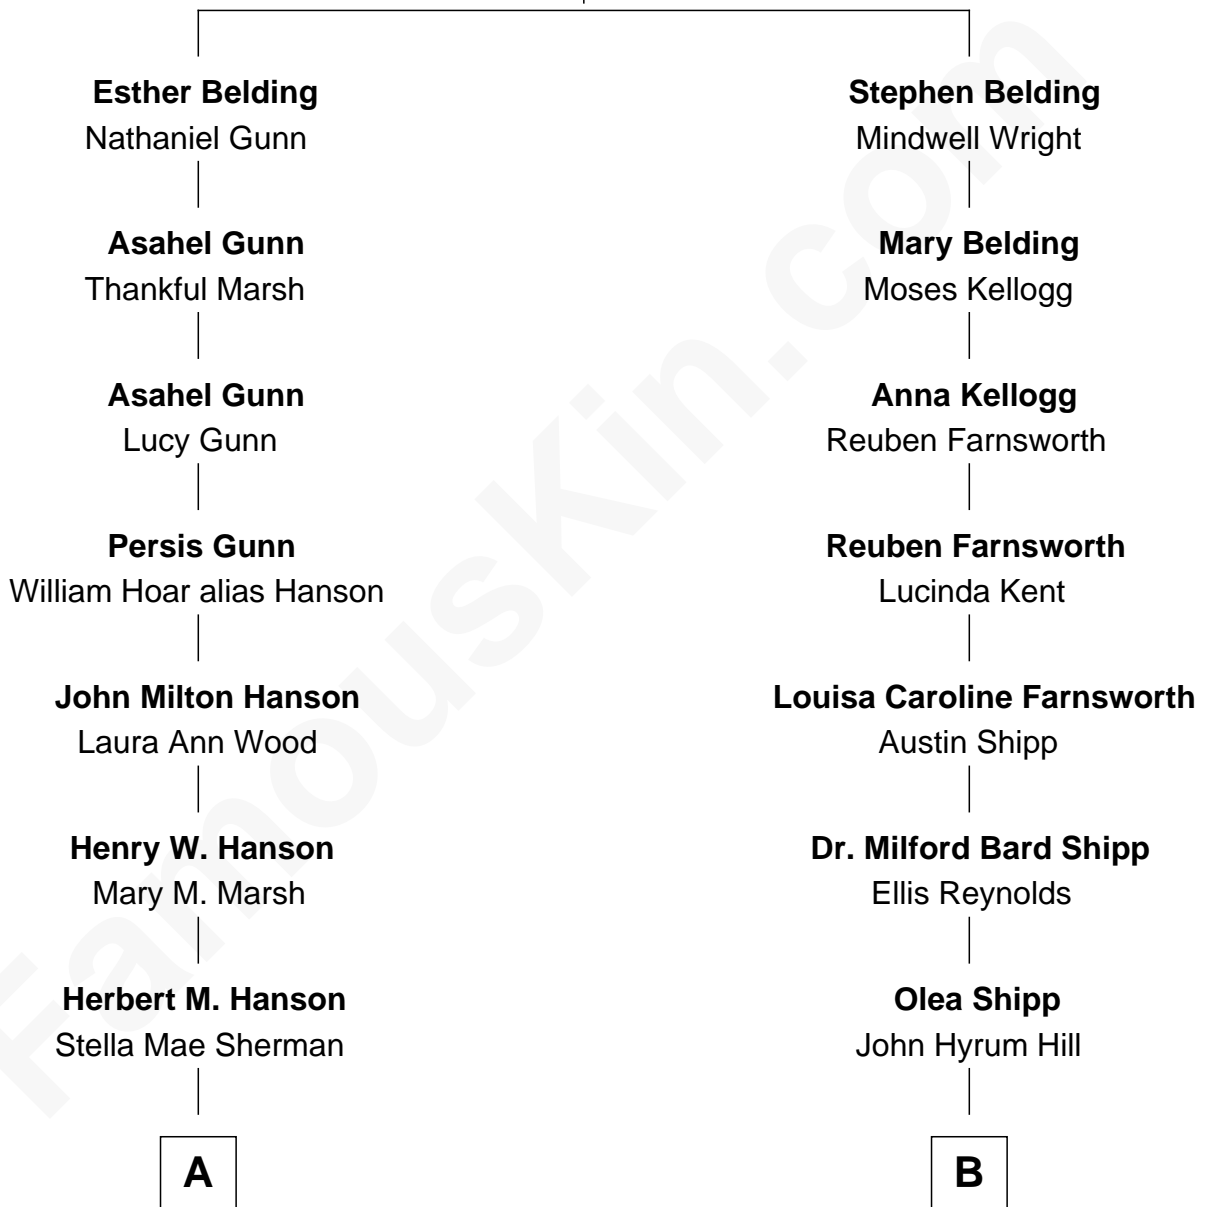 Esther Belding
Nathaniel Gunn
Asahel Gunn
Thankful Marsh
Asahel Gunn
Lucy Gunn
Persis Gunn
William Hoar alias Hanson
John Milton Hanson
Laura Ann Wood
Henry W. Hanson
Mary M. Marsh
Herbert M. Hanson
Stella Mae Sherman
A
Stephen Belding
Mindwell Wright
Mary Belding
Moses Kellogg
Anna Kellogg
Reuben Farnsworth
Reuben Farnsworth
Lucinda Kent
Louisa Caroline Farnsworth
Austin Shipp
Dr. Milford Bard Shipp
Ellis Reynolds
Olea Shipp
John Hyrum Hill
B
FamousKin.com